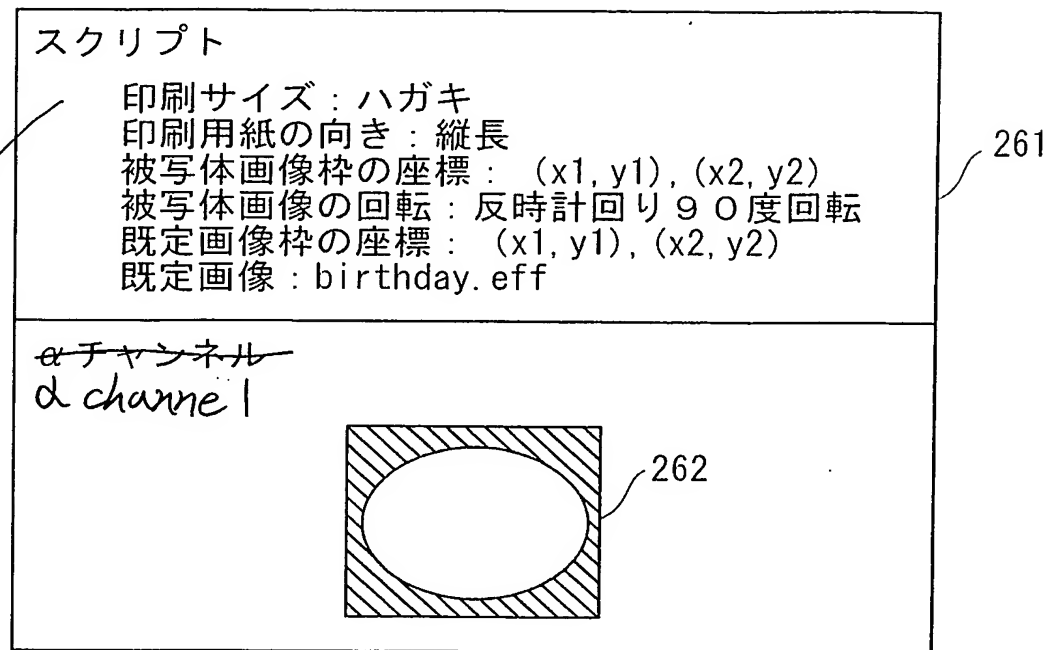 スクリプト
印刷サイズ：ハガキ
印刷用紙の向き：縦長
被写体画像枠の座標： (x1, y1), (x2, y2)
被写体画像の回転：反時計回り９０度回転
既定画像枠の座標： (x1, y1), (x2, y2)
既定画像：birthday.eff
261
αチャンネル
α channel
262